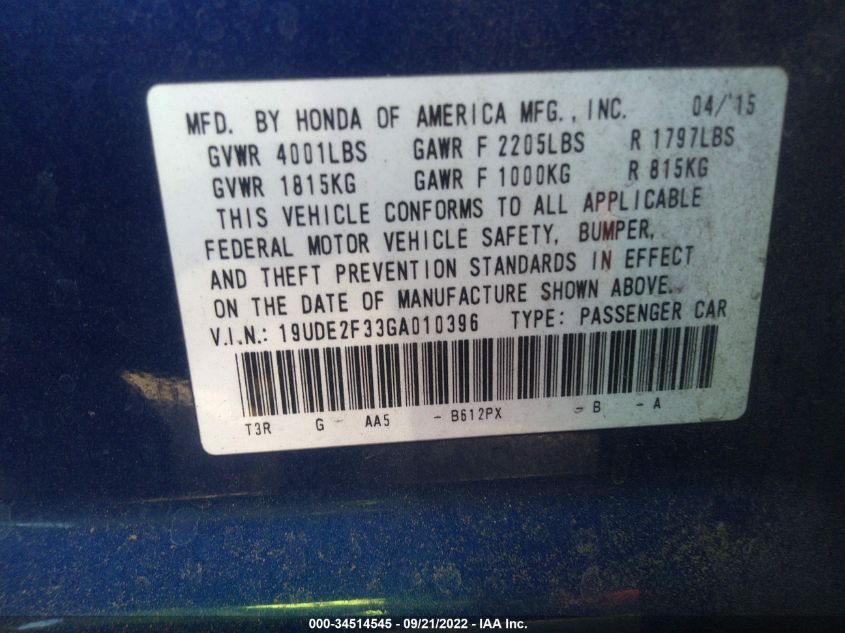 MFD. BY HONDA OF AMERICA MFG., INC. 04/'15
GVWR 4001LBS GAWR F 2205LBS R 1797LBS
GVWR 1815KG GAWR F 1000KG R 815KG
THIS VEHICLE CONFORMS TO ALL APPLICABLE
FEDERAL MOTOR VEHICLE SAFETY, BUMPER,
AND THEFT PREVENTION STANDARDS IN EFFECT
ON THE DATE OF MANUFACTURE SHOWN ABOVE.
V.I.N.: 19UDE2F33GA010396 TYPE: PASSENGER CAR
T3R G - AA5 - B612PX - B - A
000-34514545 - 09/21/2022 - IAA Inc.